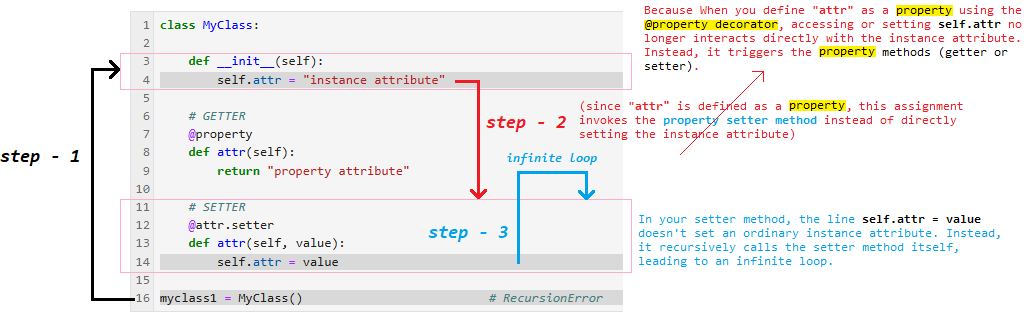 1 class MyClass:
2
3     def __init__(self):
4         self.attr = "instance attribute"
5
6     # GETTER
7     @property
8     def attr(self):
9         return "property attribute"
10
11     # SETTER
12     @attr.setter
13     def attr(self, value):
14         self.attr = value
15
16 myclass1 = MyClass()                # RecursionError
step - 1
step - 2
infinite loop
step - 3
Because When you define "attr" as a property using the
@property decorator, accessing or setting self.attr no
longer interacts directly with the instance attribute.
Instead, it triggers the property methods (getter or
setter).
(since "attr" is defined as a property, this assignment
invokes the property setter method instead of directly
setting the instance attribute)
In your setter method, the line self.attr = value
doesn't set an ordinary instance attribute. Instead,
it recursively calls the setter method itself,
leading to an infinite loop.